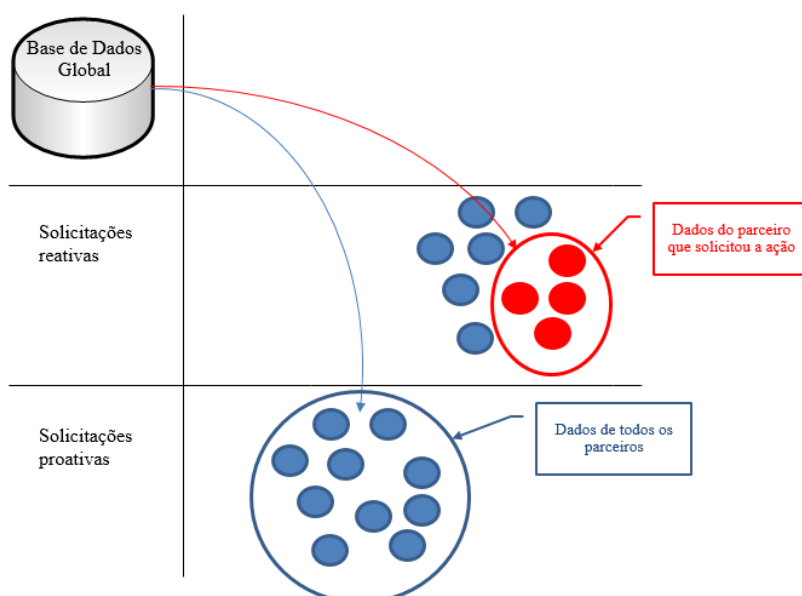 Base de Dados
Global
Solicitações
reativas
Dados do parceiro
que solicitou a ação
Solicitações
proativas
Dados de todos os
parceiros